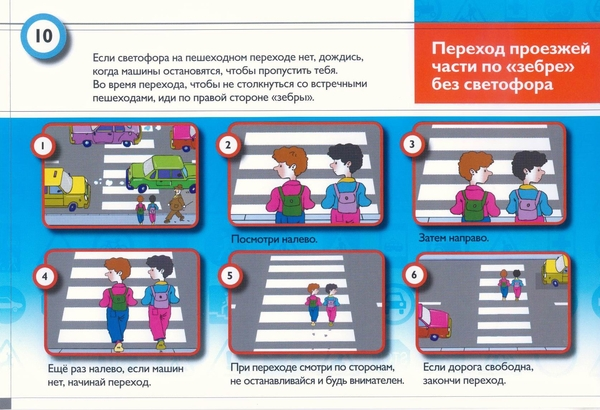 10
Если светофора на пешеходном переходе нет, дождись,
когда машины остановятся, чтобы пропустить тебя.
Во время перехода, чтобы не столкнуться со встречными
пешеходами, иди по правой стороне «зебры».
Переход проезжей
части по «зебре»
без светофора
1
2
Посмотри налево.
3
Затем направо.
4
Ещё раз налево, если машин
нет, начинай переход.
5
При переходе смотри по сторонам,
не останавливайся и будь внимателен.
6
Если дорога свободна,
закончи переход.